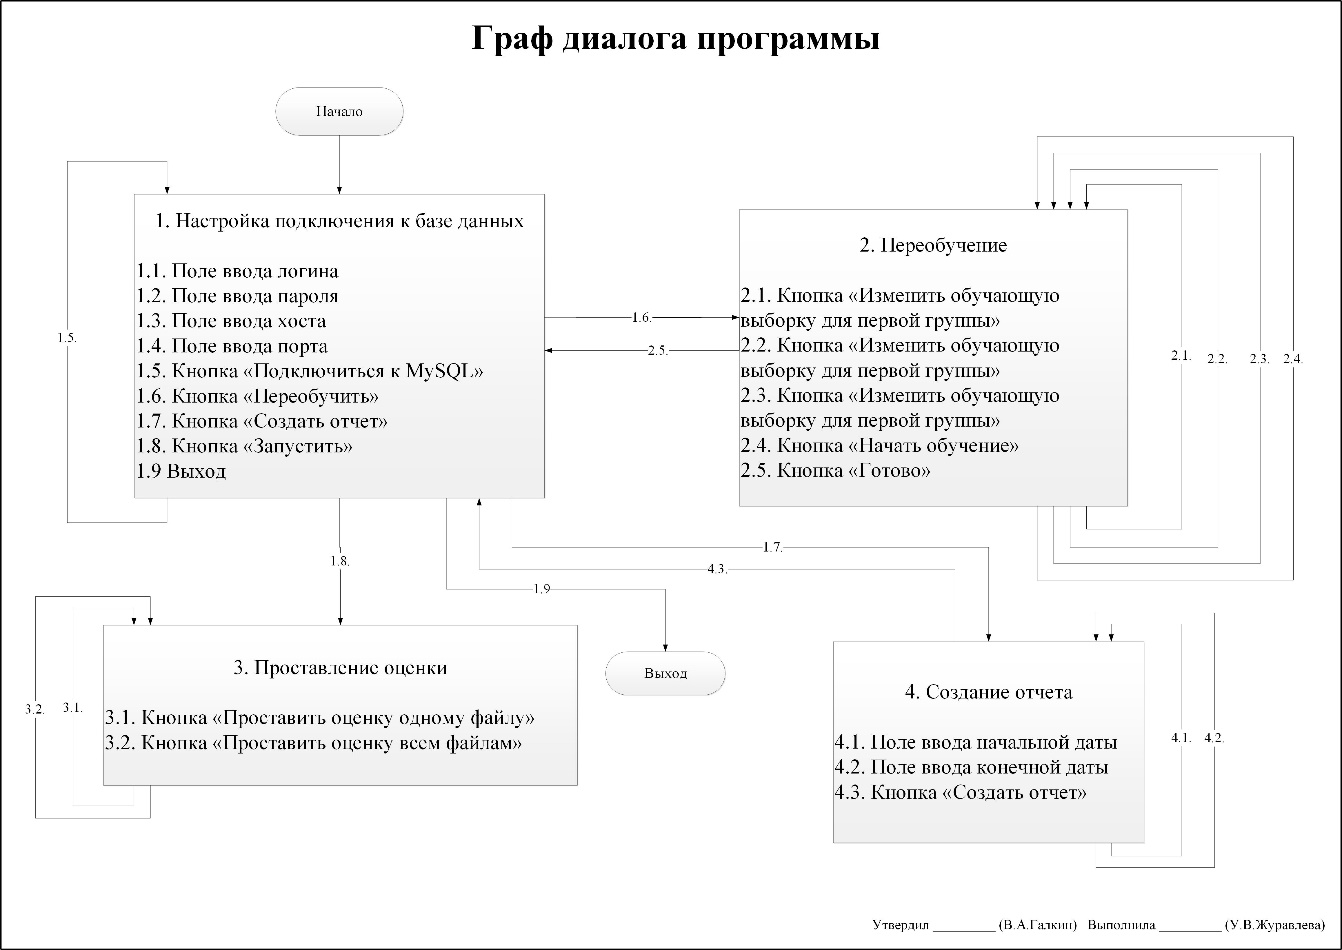 Граф диалога программы
Начало
1. Настройка подключения к базе данных
1.1. Поле ввода логина
1.2. Поле ввода пароля
1.3. Поле ввода хоста
1.4. Поле ввода порта
1.5. Кнопка «Подключиться к MySQL»
1.6. Кнопка «Переобучить»
1.7. Кнопка «Создать отчет»
1.8. Кнопка «Запустить»
1.9 Выход
1.5.
1.6.
2.5.
2. Переобучение
2.1. Кнопка «Изменить обучающую
выборку для первой группы»
2.2. Кнопка «Изменить обучающую
выборку для первой группы»
2.3. Кнопка «Изменить обучающую
выборку для первой группы»
2.4. Кнопка «Начать обучение»
2.5. Кнопка «Готово»
2.1.
2.2.
2.3.
2.4.
1.7.
4.3.
1.8.
1.9
3. Проставление оценки
3.1. Кнопка «Проставить оценку одному файлу»
3.2. Кнопка «Проставить оценку всем файлам»
3.2.
3.1.
Выход
4. Создание отчета
4.1. Поле ввода начальной даты
4.2. Поле ввода конечной даты
4.3. Кнопка «Создать отчет»
4.1.
4.2.
Утвердил _________ (В.А.Галкин) Выполнила _________ (У.В.Журавлева)